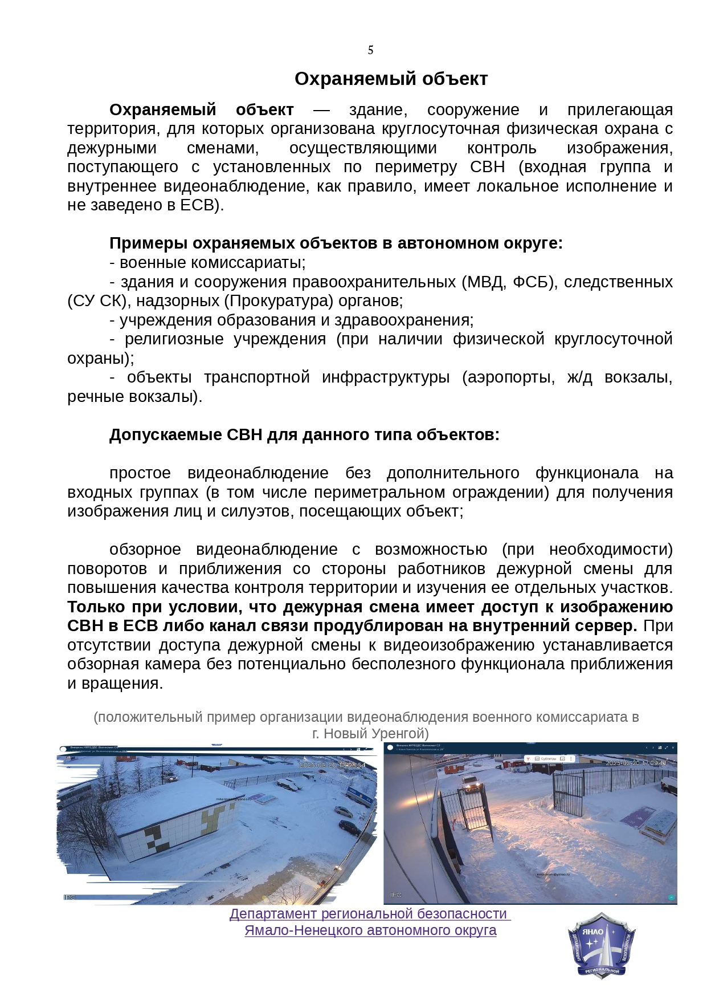 5
Охраняемый объект
Охраняемый объект — здание, сооружение и прилегающая
территория, для которых организована круглосуточная физическая охрана с
дежурными сменами, осуществляющими контроль изображения,
поступающего с установленных по периметру СВН (входная группа и
внутреннее видеонаблюдение, как правило, имеет локальное исполнение и
не заведено в ЕСВ).
Примеры охраняемых объектов в автономном округе:
- военные комиссариаты;
- здания и сооружения правоохранительных (МВД, ФСБ), следственных
(СУ СК), надзорных (Прокуратура) органов;
- учреждения образования и здравоохранения;
- религиозные учреждения (при наличии физической круглосуточной
охраны);
- объекты транспортной инфраструктуры (аэропорты, ж/д вокзалы,
речные вокзалы).
Допускаемые СВН для данного типа объектов:
простое видеонаблюдение без дополнительного функционала на
входных группах (в том числе периметральном ограждении) для получения
изображения лиц и силуэтов, посещающих объект;
обзорное видеонаблюдение с возможностью (при необходимости)
поворотов и приближения со стороны работников дежурной смены для
повышения качества контроля территории и изучения ее отдельных участков.
Только при условии, что дежурная смена имеет доступ к изображению
СВН в ЕСВ либо канал связи продублирован на внутренний сервер. При
отсутствии доступа дежурной смены к видеоизображению устанавливается
обзорная камера без потенциально бесполезного функционала приближения
и вращения.
(положительный пример организации видеонаблюдения военного комиссариата в
г. Новый Уренгой)
2025-02-20 17:08:54
IPC
Субтитры
2025-02-20 17:09:41
IPC
Департамент региональной безопасности
Ямало-Ненецкого автономного округа
ЯНАО
ДЕПАРТАМЕНТ
РЕГИОНАЛЬНОЙ
БЕЗОПАСНОСТИ